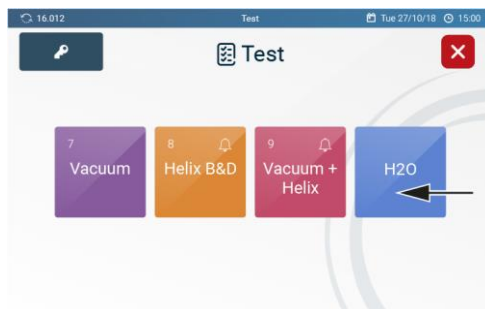 16.012 Test Tue 27/10/18 15:00
Test
7 8 9
Vacuum Helix B&D Vacuum + Helix H2O